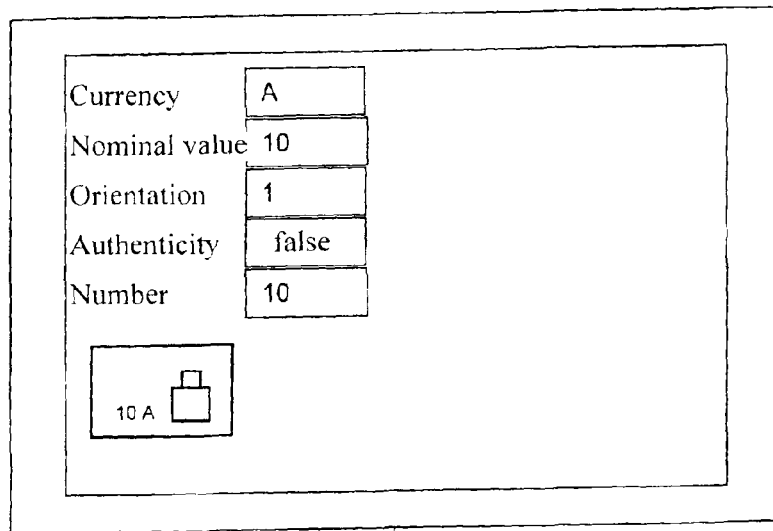 Currency A
Nominal value 10
Orientation 1
Authenticity false
Number 10
10 A